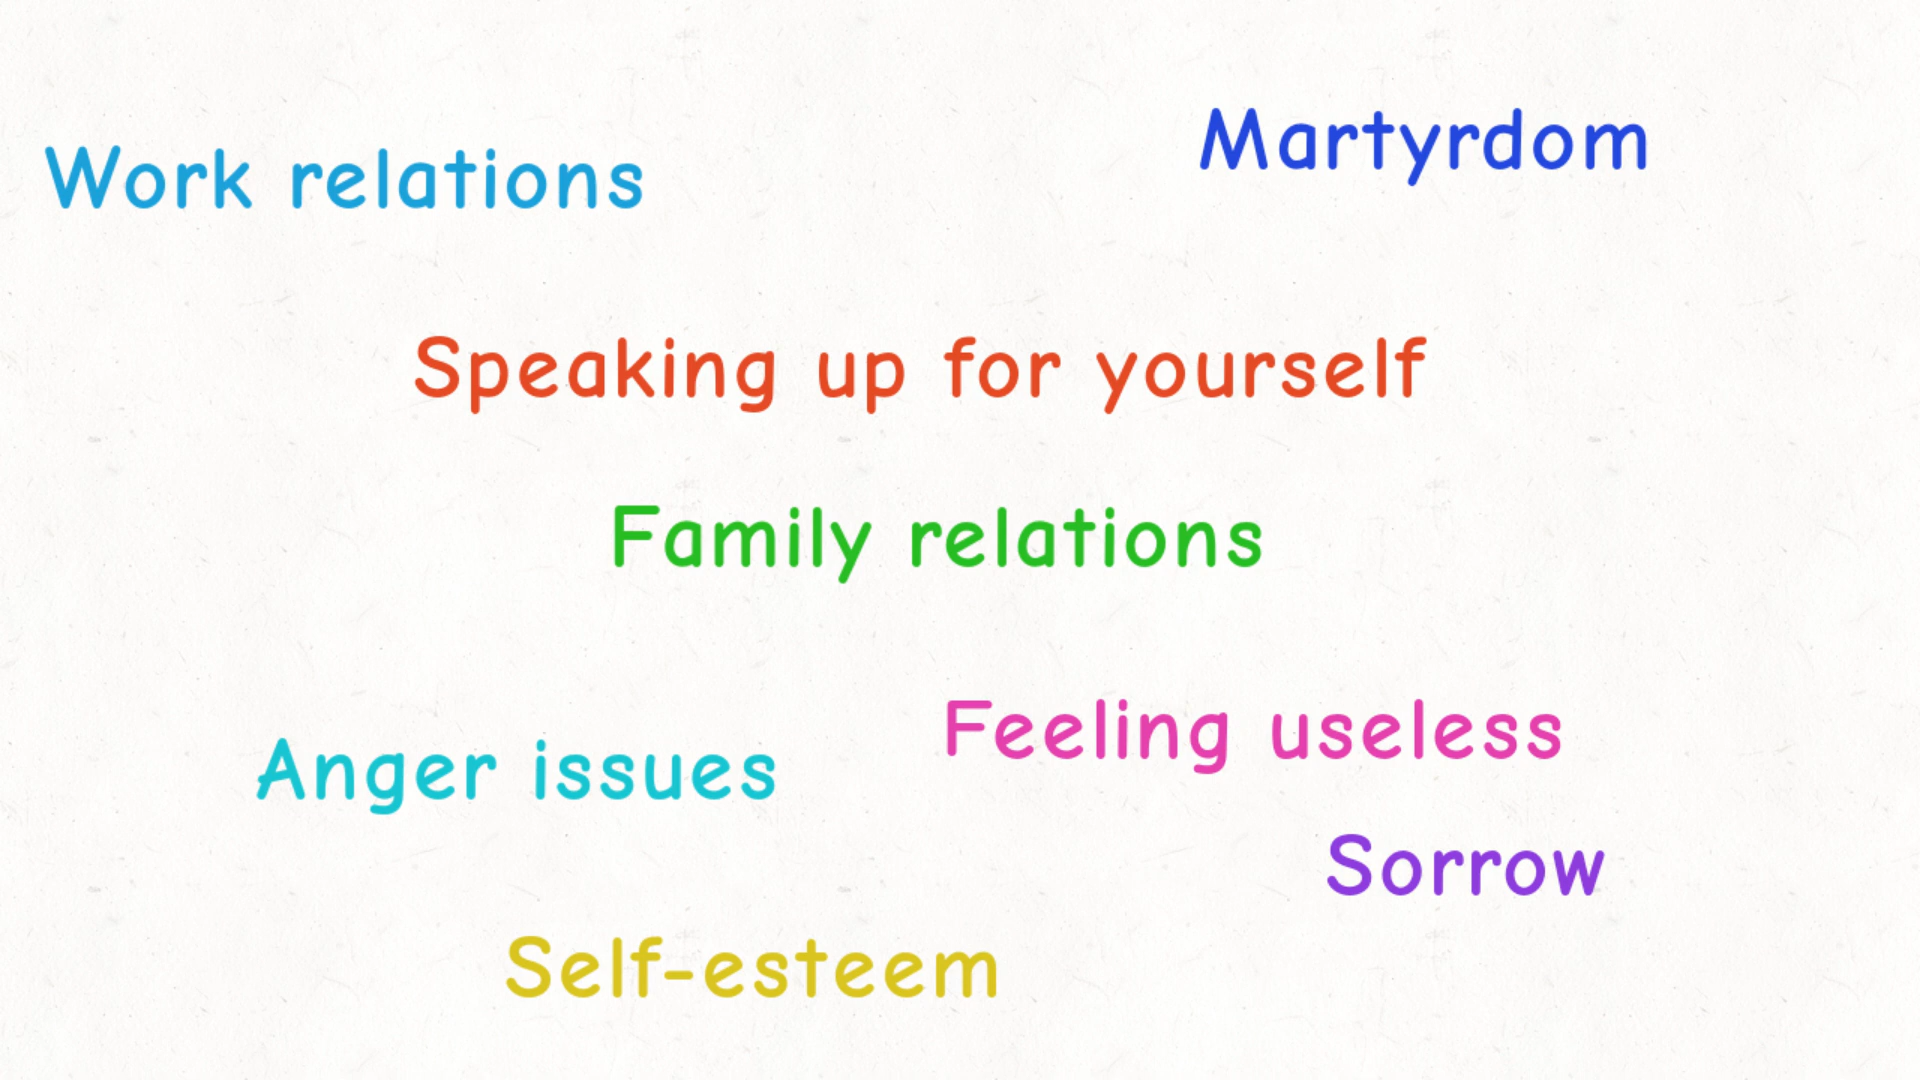 Martyrdom
Work relations
Speaking up for yourself
Family relations
Feeling useless
Anger issues
Sorrow
Self-esteem